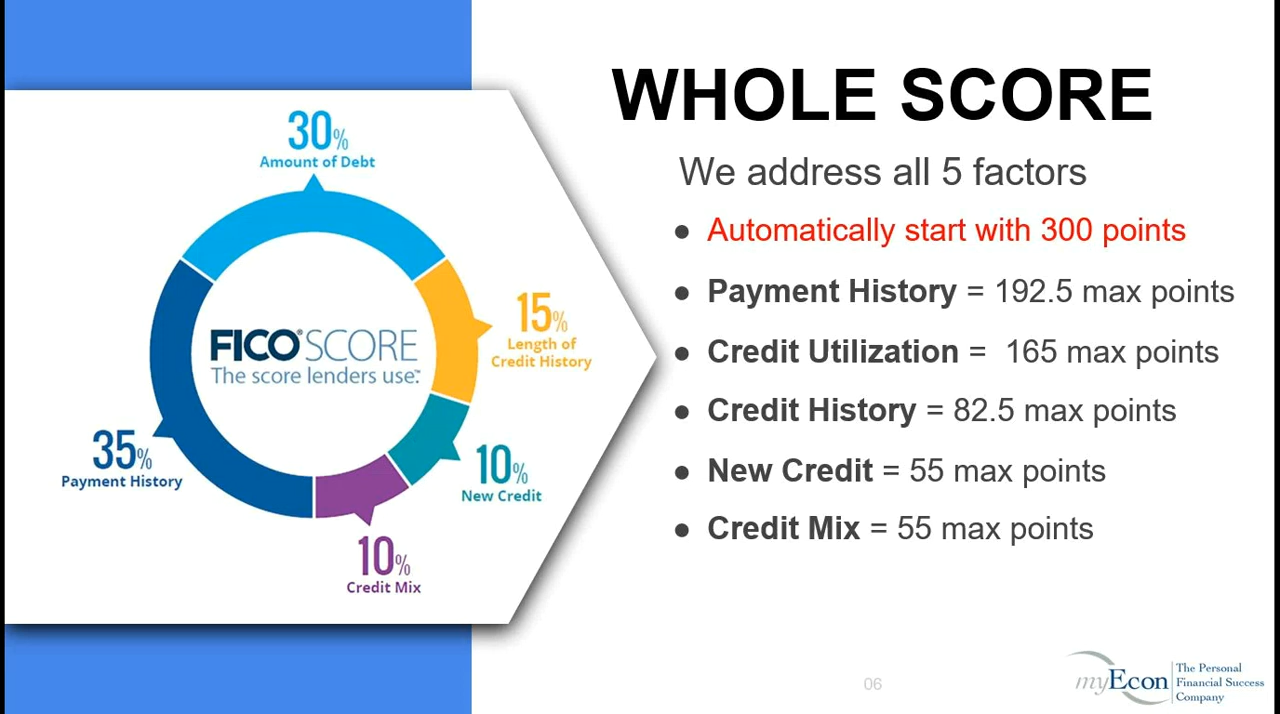 WHOLE SCORE
We address all 5 factors
● Automatically start with 300 points
● Payment History = 192.5 max points
● Credit Utilization = 165 max points
● Credit History = 82.5 max points
● New Credit = 55 max points
● Credit Mix = 55 max points
30%
Amount of Debt
15%
Length of
Credit History
10%
New Credit
10%
Credit Mix
35%
Payment History
FICO® SCORE
The score lenders use.™
06
myEcon
The Personal
Financial Success
Company